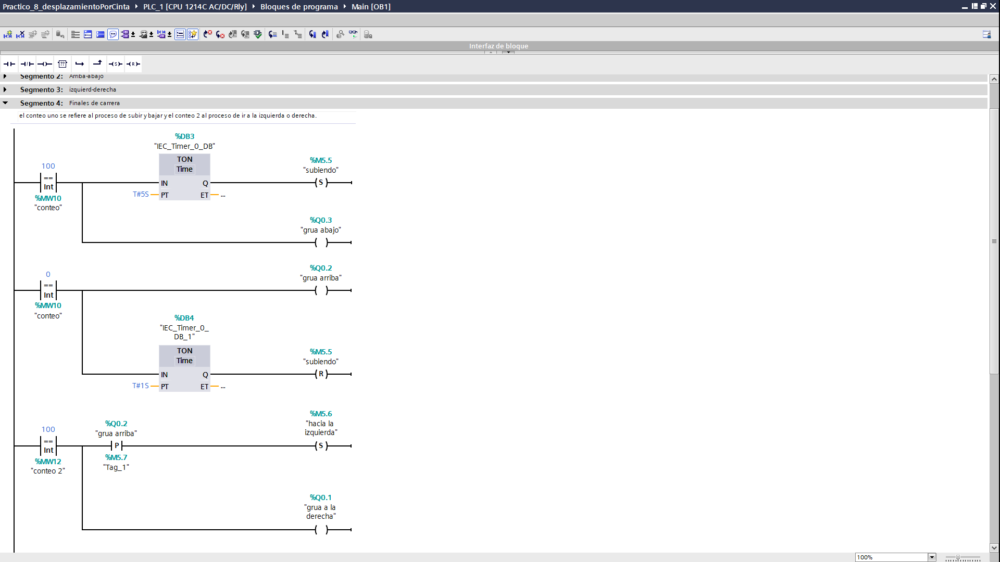 Practico_8_desplazamientoPorCinta ▸ PLC_1 [CPU 1214C AC/DC/Rly] ▸ Bloques de programa ▸ Main [OB1]
Interfaz de bloque
Segmento 2: Arriba-abajo
Segmento 3: izquierd-derecha
Segmento 4: Finales de carrera
el conteo uno se refiere al proceso de subir y bajar y el conteo 2 al proceso de ir a la izquierda o derecha.
%DB3
"IEC_Timer_0_DB"
TON
Time
100
==
Int
%MW10
"conteo"
IN Q
T#5S PT ET ...
%M5.5
"subiendo"
S
%Q0.3
"grua abajo"
0
==
Int
%MW10
"conteo"
%Q0.2
"grua arriba"
%DB4
"IEC_Timer_0_
DB_1"
TON
Time
IN Q
T#1S PT ET ...
%M5.5
"subiendo"
R
100
==
Int
%MW12
"conteo 2"
%Q0.2
"grua arriba"
P
%M5.7
"Tag_1"
%M5.6
"hacia la
izquierda"
S
%Q0.1
"grua a la
derecha"
100%